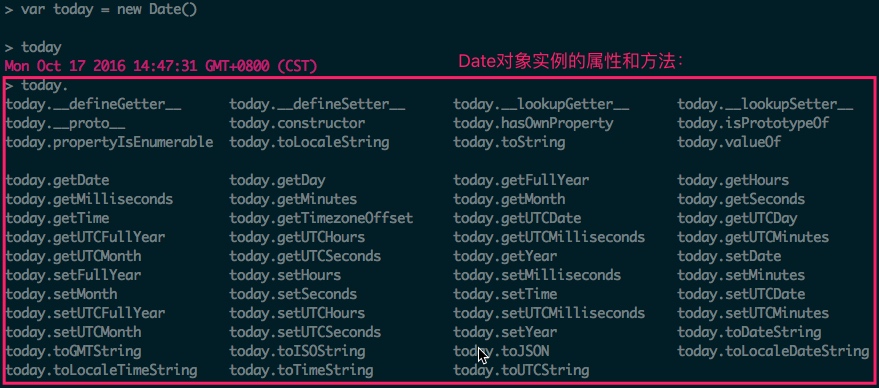 > var today = new Date()
> today
Mon Oct 17 2016 14:47:31 GMT+0800 (CST)
Date对象实例的属性和方法：
> today.
today.__defineGetter__ today.__defineSetter__ today.__lookupGetter__ today.__lookupSetter__
today.__proto__ today.constructor today.hasOwnProperty today.isPrototypeOf
today.propertyIsEnumerable today.toLocaleString today.toString today.valueOf
today.getDate today.getDay today.getFullYear today.getHours
today.getMilliseconds today.getMinutes today.getMonth today.getSeconds
today.getTime today.getTimezoneOffset today.getUTCDate today.getUTCDay
today.getUTCFullYear today.getUTCHours today.getUTCMilliseconds today.getUTCMinutes
today.getUTCMonth today.getUTCSeconds today.getYear today.setDate
today.setFullYear today.setHours today.setMilliseconds today.setMinutes
today.setMonth today.setSeconds today.setTime today.setUTCDate
today.setUTCFullYear today.setUTCHours today.setUTCMilliseconds today.setUTCMinutes
today.setUTCMonth today.setUTCSeconds today.setYear today.toDateString
today.toGMTString today.toISOString today.toJSON today.toLocaleDateString
today.toLocaleTimeString today.toTimeString today.toUTCString